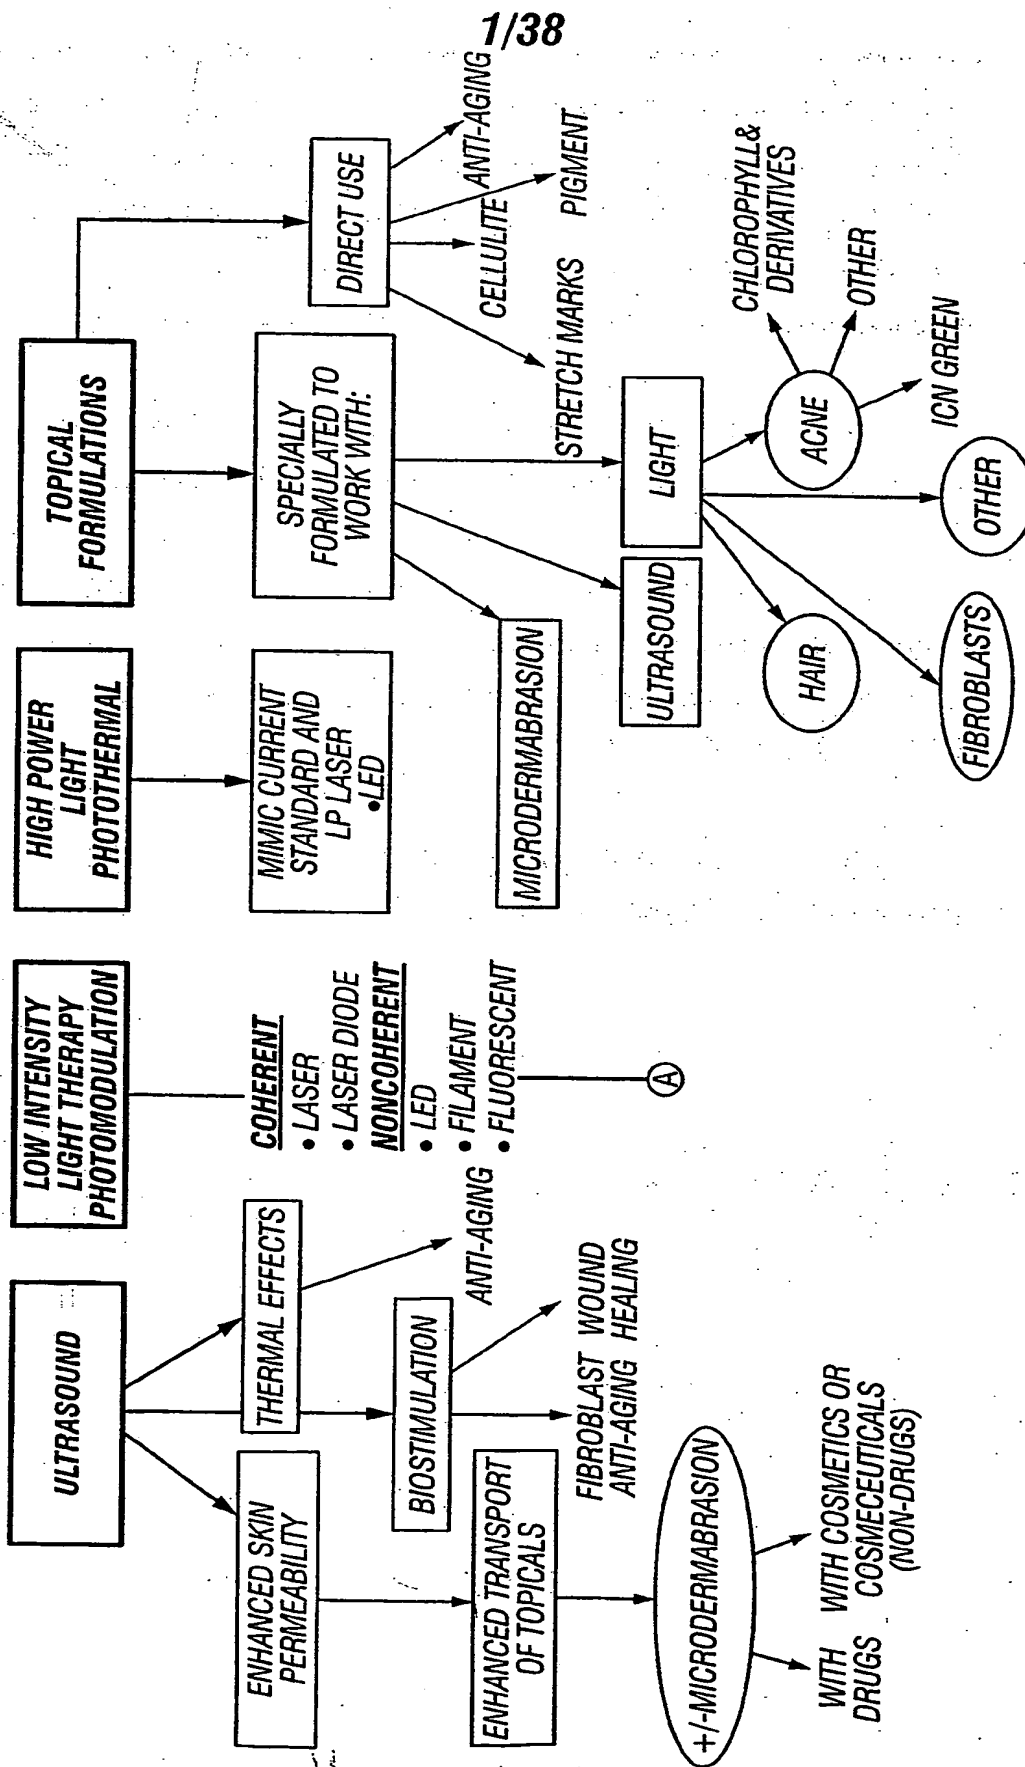 1/38
ULTRASOUND
LOW INTENSITY
LIGHT THERAPY
PHOTOMODULATION
HIGH POWER
LIGHT
PHOTOTHERMAL
TOPICAL
FORMULATIONS
ENHANCED SKIN
PERMEABILITY
THERMAL EFFECTS
COHERENT
• LASER
• LASER DIODE
NONCOHERENT
• LED
• FILAMENT
• FLUORESCENT
MIMIC CURRENT
STANDARD AND
LP LASER
•LED
SPECIALLY
FORMULATED TO
WORK WITH:
DIRECT USE
BIOSTIMULATION
ANTI-AGING
CELLULITE
ANTI-AGING
STRETCH MARKS
PIGMENT
ENHANCED TRANSPORT
OF TOPICALS
FIBROBLAST
ANTI-AGING
WOUND
HEALING
A
MICRODERMABRASION
ULTRASOUND
LIGHT
+/-MICRODERMABRASION
HAIR
ACNE
CHLOROPHYLL&
DERIVATIVES
OTHER
ICN GREEN
WITH
DRUGS
WITH COSMETICS OR
COSMECEUTICALS
(NON-DRUGS)
FIBROBLASTS
OTHER